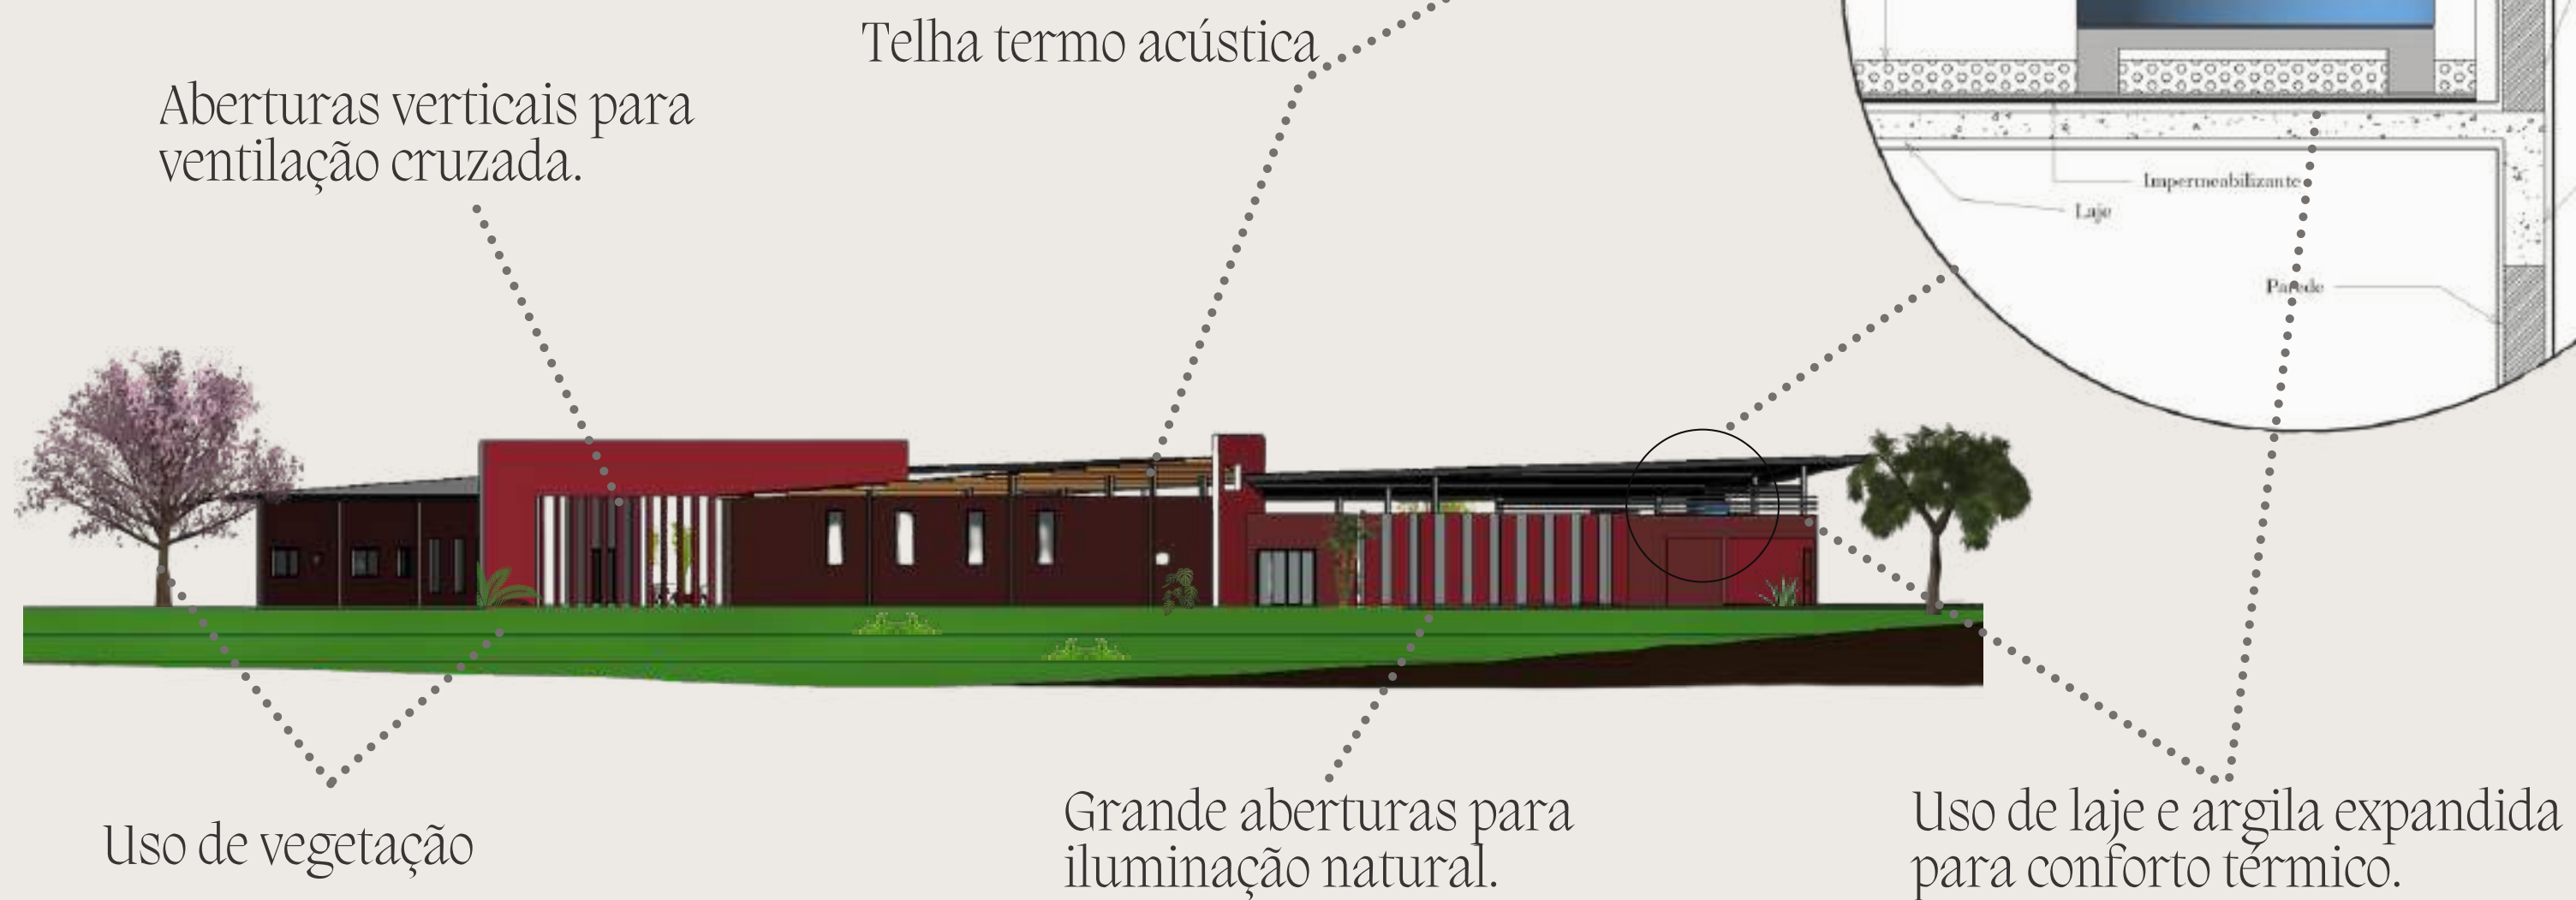 Telha termo acústica
Aberturas verticais para
ventilação cruzada.
Impermeabilizante
Laje
Parede
Uso de vegetação
Grande aberturas para
iluminação natural.
Uso de laje e argila expandida
para conforto térmico.